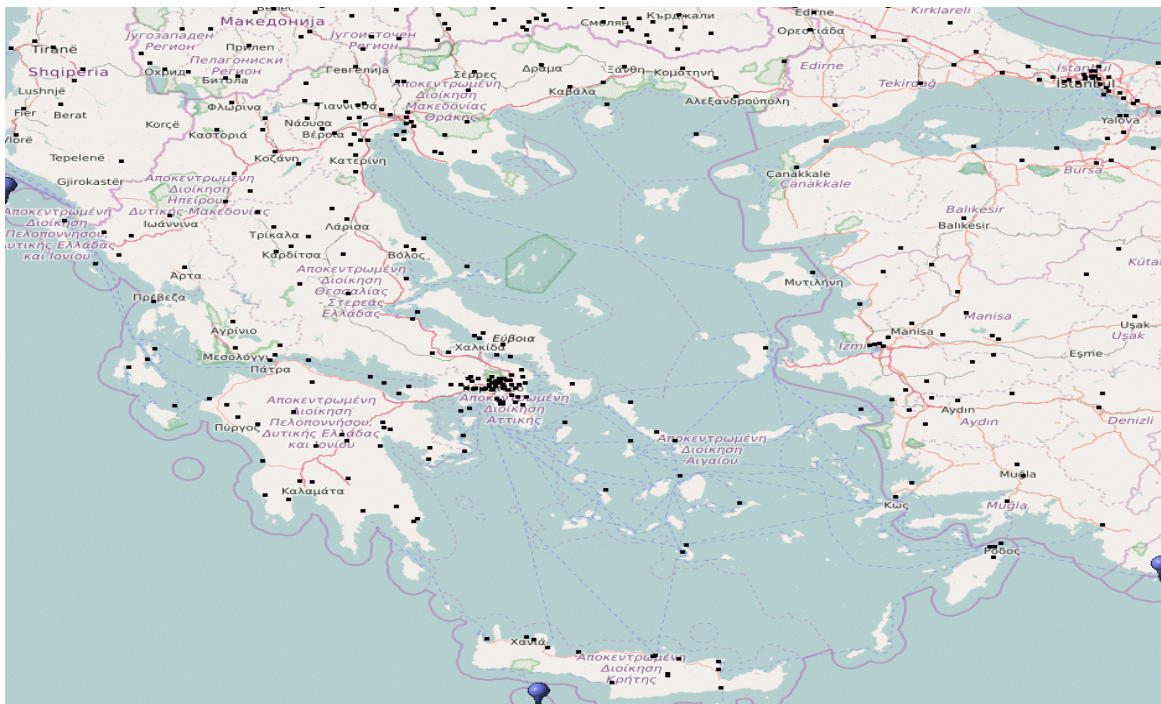 Македонија
Смолян
Кърджали
Edirne
Kirklareli
Ορεστιάδα
Tiranë
Југозападен
Регион
Прилеп
Југоисточен
Регион
Пелагониски
Регион
Охрид
Битола
Гевгелија
Shqiperia
Lushnjë
Fier
Berat
Korçë
Tepelenë
Gjirokastër
Σέρρες
Δράμα
Ξάνθη
Κομοτηνή
Καβάλα
Αλεξανδρούπολη
Edirne
Tekirdağ
İstanbul
İstanbul
Yalova
Bursa
Αποκεντρωμένη
Διοίκηση
Μακεδονίας
Θράκης
Φλώρινα
Γιαννιτσά
Νάουσα
Βέροια
Καστοριά
Κοζάνη
Κατερίνη
Çanakkale
Çanakkale
Balıkesir
Balıkesir
Αποκεντρωμένη
Διοίκηση
Ηπείρου
Δυτικής Μακεδονίας
Ιωάννινα
Αποκεντρωμένη
Διοίκηση
Πελοποννήσου,
Δυτικής Ελλάδας
και Ιονίου
Τρίκαλα
Λάρισα
Καρδίτσα
Βόλος
Άρτα
Πρέβεζα
Αποκεντρωμένη
Διοίκηση
Θεσσαλίας
- Στερεάς
Ελλάδας
Μυτιλήνη
Manisa
Manisa
Uşak
Uşak
Eşme
İzmir
Αγρίνιο
Μεσολόγγι
Πάτρα
Εύβοια
Χαλκίδα
Αποκεντρωμένη
Διοίκηση
Αττικής
Αποκεντρωμένη
Διοίκηση
Πελοποννήσου,
Δυτικής Ελλάδας
και Ιονίου
Πύργος
Καλαμάτα
Αποκεντρωμένη
Διοίκηση
Αιγαίου
Aydın
Aydın
Denizli
Muğla
Muğla
Κως
Ρόδος
Χανιά
Αποκεντρωμένη
Διοίκηση
Κρήτης